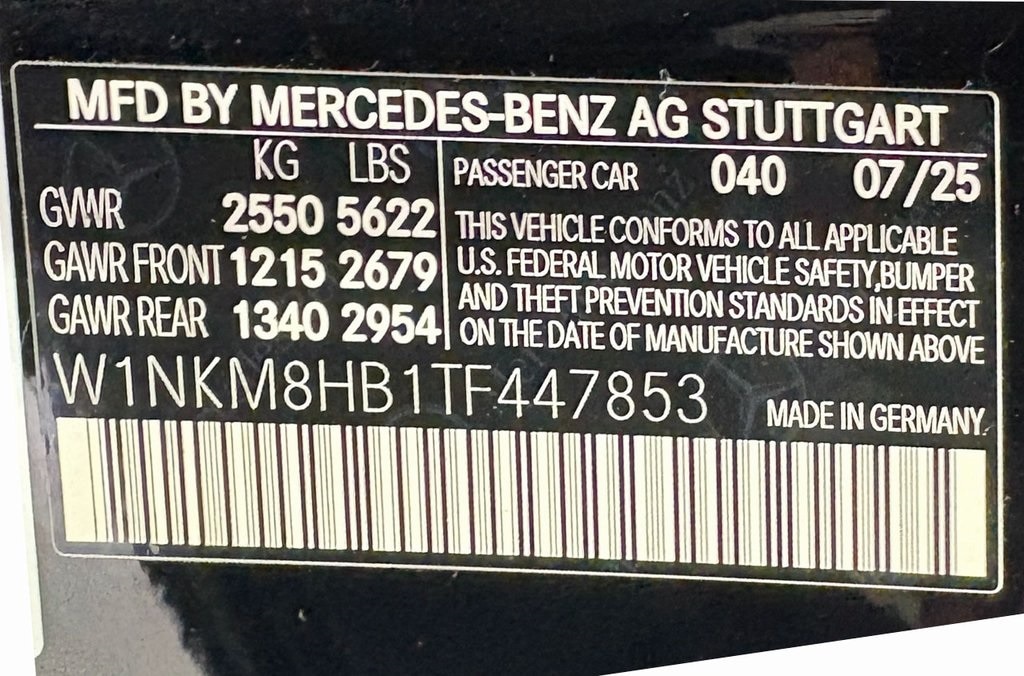 MFD BY MERCEDES-BENZ AG STUTTGART
KG LBS
GVWR 2550 5622
GAWR FRONT 1215 2679
GAWR REAR 1340 2954
PASSENGER CAR 040 07/25
THIS VEHICLE CONFORMS TO ALL APPLICABLE
U.S. FEDERAL MOTOR VEHICLE SAFETY,BUMPER
AND THEFT PREVENTION STANDARDS IN EFFECT
ON THE DATE OF MANUFACTURE SHOWN ABOVE
W1NKM8HB1TF447853
MADE IN GERMANY.